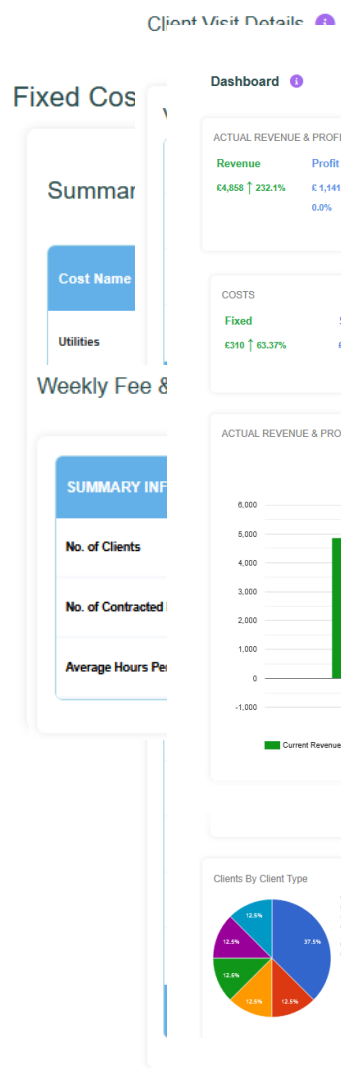 Client Visit Details
Dashboard
Fixed Cos
ACTUAL REVENUE & PROFI
Revenue Profit
£4,858 ↑ 232.1% £ 1,141
0.0%
Summar
Cost Name
Utilities
COSTS
Fixed
£310 ↑ 63.37%
Weekly Fee &
ACTUAL REVENUE & PRO
SUMMARY INF
No. of Clients
No. of Contracted
Average Hours Per
6,000
5,000
4,000
3,000
2,000
1,000
0
-1,000
Current Revenue
Clients By Client Type
12.5%
12.5%
37.5%
12.5%
12.5%
12.5%